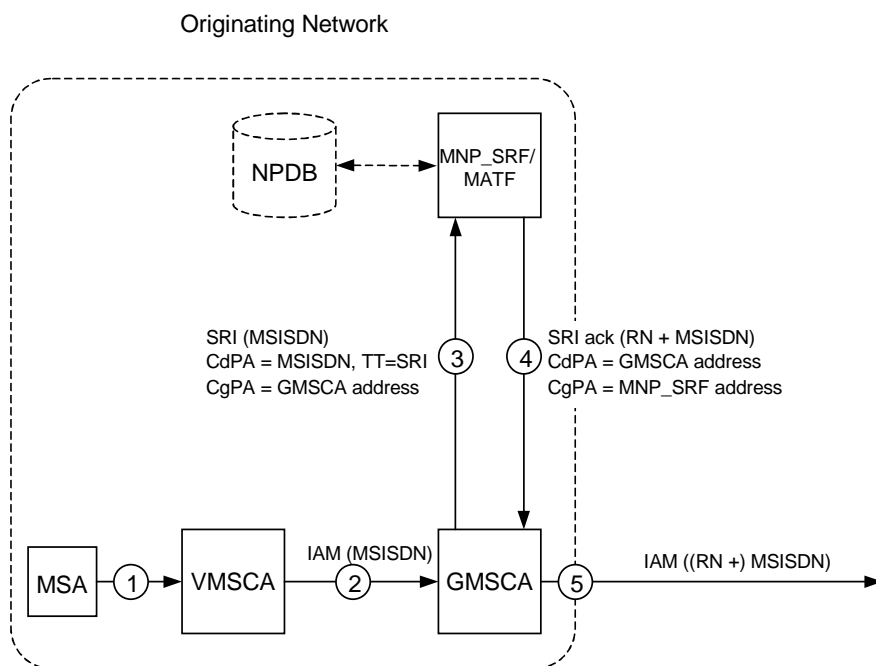 Originating Network
NPDB
MNP_SRF/
MATF
SRI (MSISDN)
CdPA = MSISDN, TT=SRI
CgPA = GMSCA address
3
4
SRI ack (RN + MSISDN)
CdPA = GMSCA address
CgPA = MNP_SRF address
MSA
1
VMSCA
IAM (MSISDN)
2
GMSCA
5
IAM ((RN +) MSISDN)